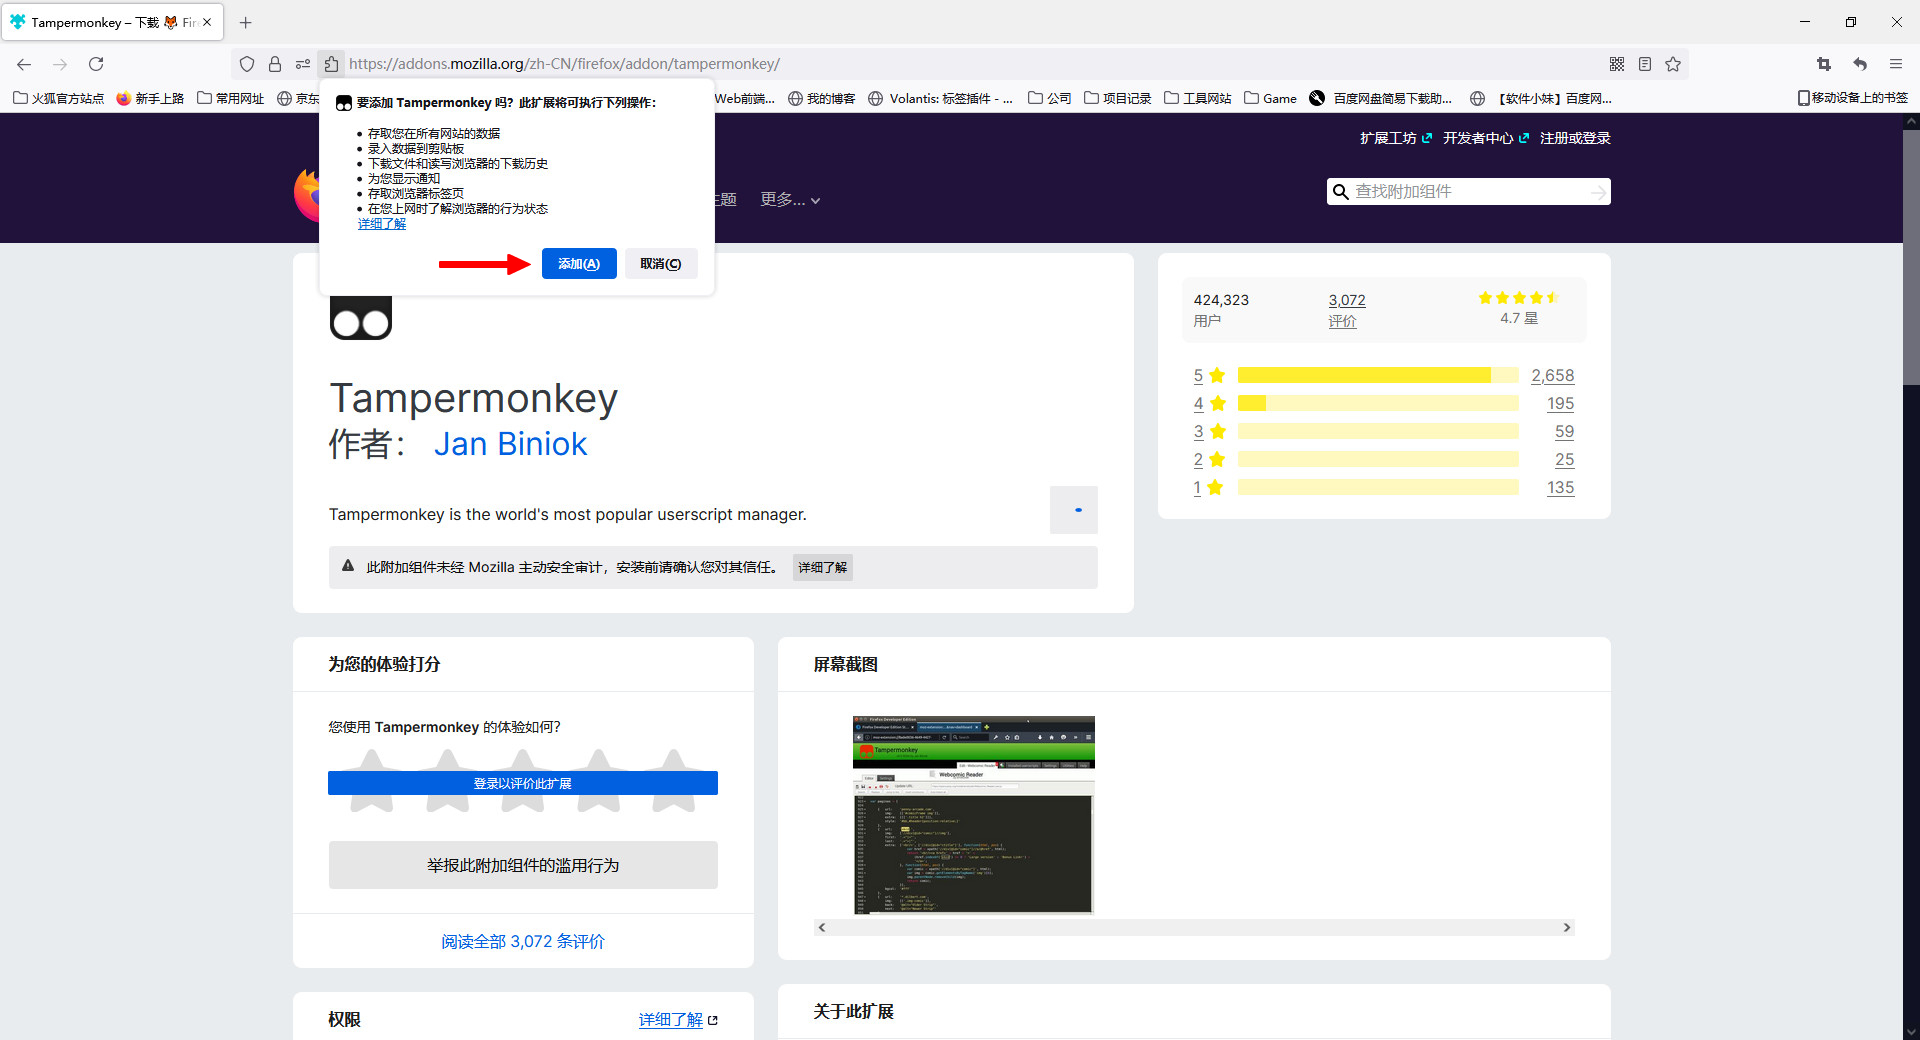 Tampermonkey – 下载 🦊 Fir
https://addons.mozilla.org/zh-CN/firefox/addon/tampermonkey/
火狐官方站点 新手上路 常用网址 京东 Web前端... 我的博客 Volantis: 标签插件 - ... 公司 项目记录 工具网站 Game 百度网盘简易下载助... 【软件小妹】百度网... 移动设备上的书签
要添加 Tampermonkey 吗？此扩展将可执行下列操作：
• 存取您在所有网站的数据
• 录入数据到剪贴板
• 下载文件和读写浏览器的下载历史
• 为您显示通知
• 存取浏览器标签页
• 在您上网时了解浏览器的行为状态
详细了解
添加(A) 取消(C)
扩展工坊 开发者中心 注册或登录
主题 更多...
查找附加组件
Tampermonkey
作者： Jan Biniok
Tampermonkey is the world's most popular userscript manager.
此附加组件未经 Mozilla 主动安全审计，安装前请确认您对其信任。 详细了解
424,323 3,072
用户 评价 4.7 星
5 2,658
4 195
3 59
2 25
1 135
为您的体验打分
您使用 Tampermonkey 的体验如何？
登录以评价此扩展
举报此附加组件的滥用行为
阅读全部 3,072 条评价
权限 详细了解
屏幕截图
Tampermonkey
Webcomic Reader
关于此扩展